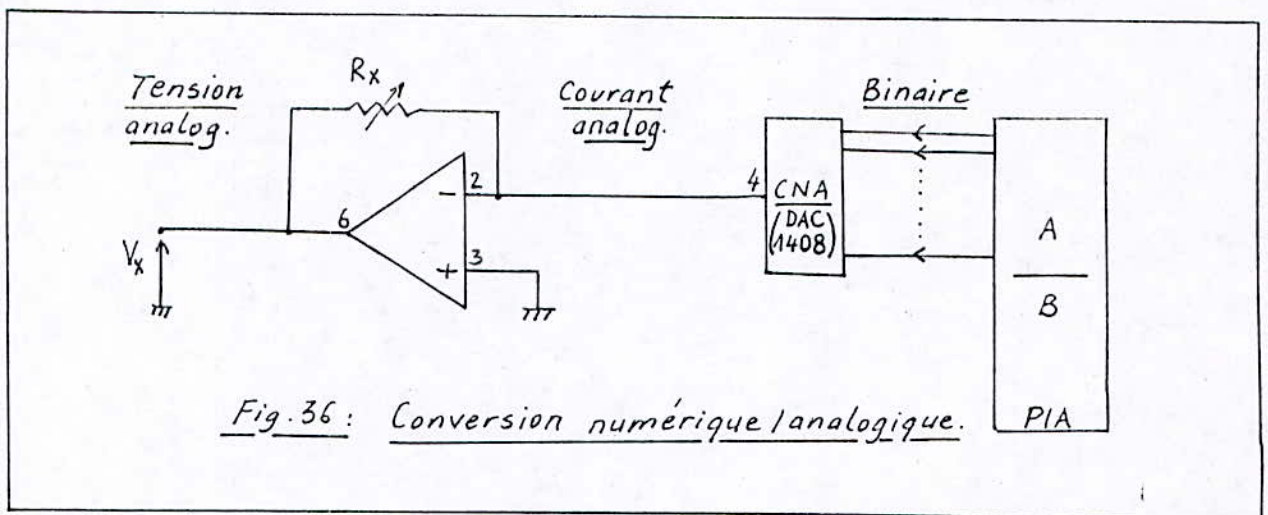 Tension
analog.
Rx
Courant
analog.
Binaire
2
-
6
3
+
Vx
4
CNA
(DAC
1408)
A
B
PIA
Fig. 36 : Conversion numérique / analogique.